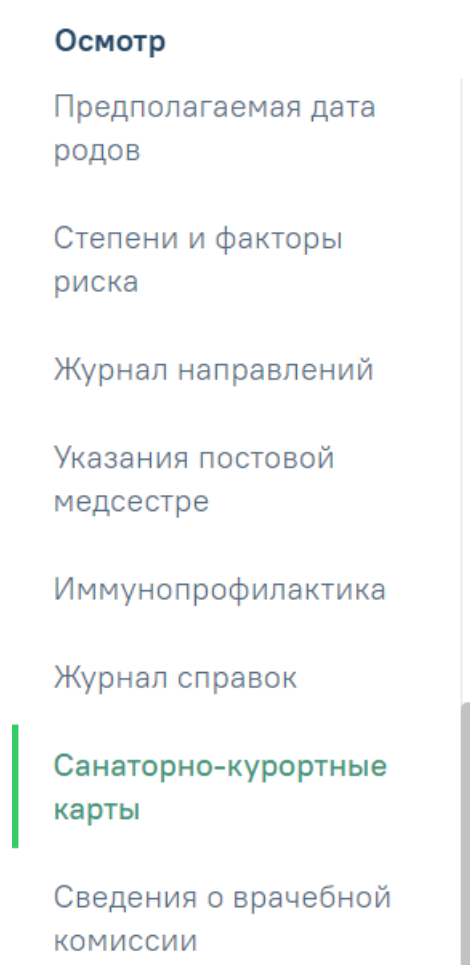 Осмотр
Предполагаемая дата
родов
Степени и факторы
риска
Журнал направлений
Указания постовой
медсестре
Иммунопрофилактика
Журнал справок
Санаторно-курортные
карты
Сведения о врачебной
комиссии